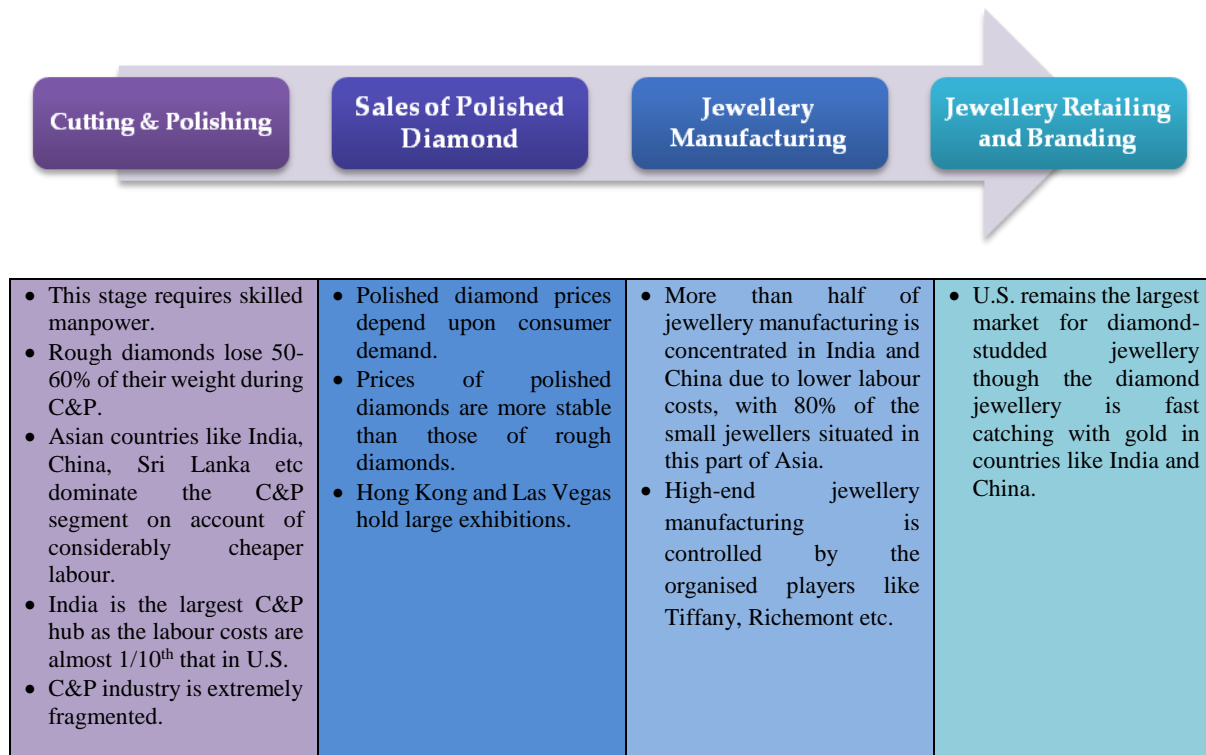 Cutting & Polishing
Sales of Polished
Diamond
Jewellery
Manufacturing
Jewellery Retailing
and Branding
• This stage requires skilled
manpower.
• Rough diamonds lose 50-
60% of their weight during
C&P.
• Asian countries like India,
China, Sri Lanka etc
dominate the C&P
segment on account of
considerably cheaper
labour.
• India is the largest C&P
hub as the labour costs are
almost 1/10th that in U.S.
• C&P industry is extremely
fragmented.
• Polished diamond prices
depend upon consumer
demand.
• Prices of polished
diamonds are more stable
than those of rough
diamonds.
• Hong Kong and Las Vegas
hold large exhibitions.
• More than half of
jewellery manufacturing is
concentrated in India and
China due to lower labour
costs, with 80% of the
small jewellers situated in
this part of Asia.
• High-end jewellery
manufacturing is
controlled by the
organised players like
Tiffany, Richemont etc.
• U.S. remains the largest
market for diamond-
studded jewellery
though the diamond
jewellery is fast
catching with gold in
countries like India and
China.